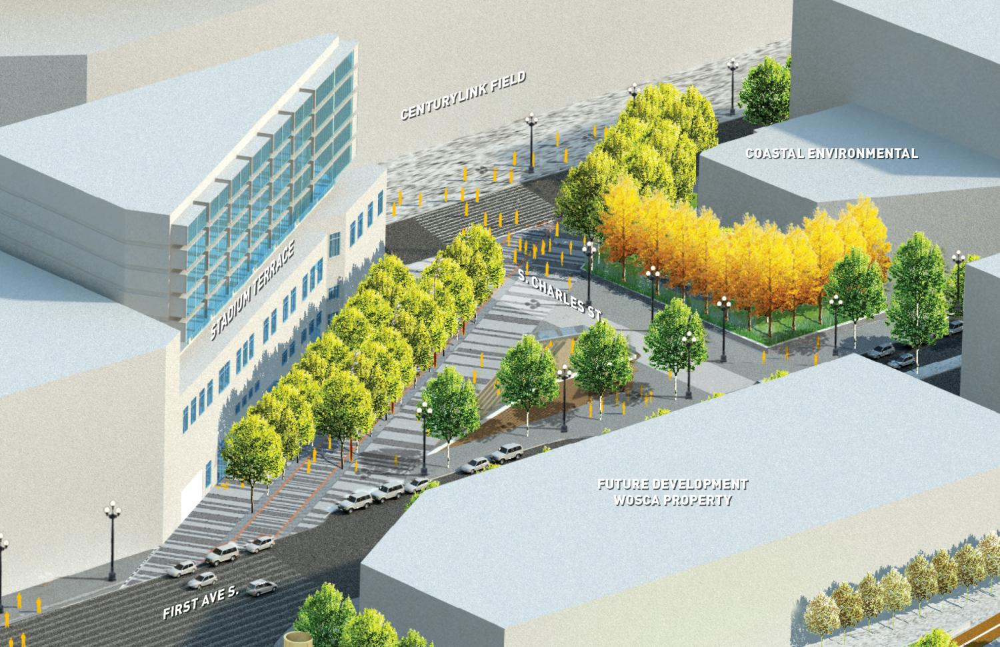 CENTURYLINK FIELD
COASTAL ENVIRONMENTAL
STADIUM TERRACE
S. CHARLES ST.
FUTURE DEVELOPMENT
WOSCA PROPERTY
FIRST AVE S.